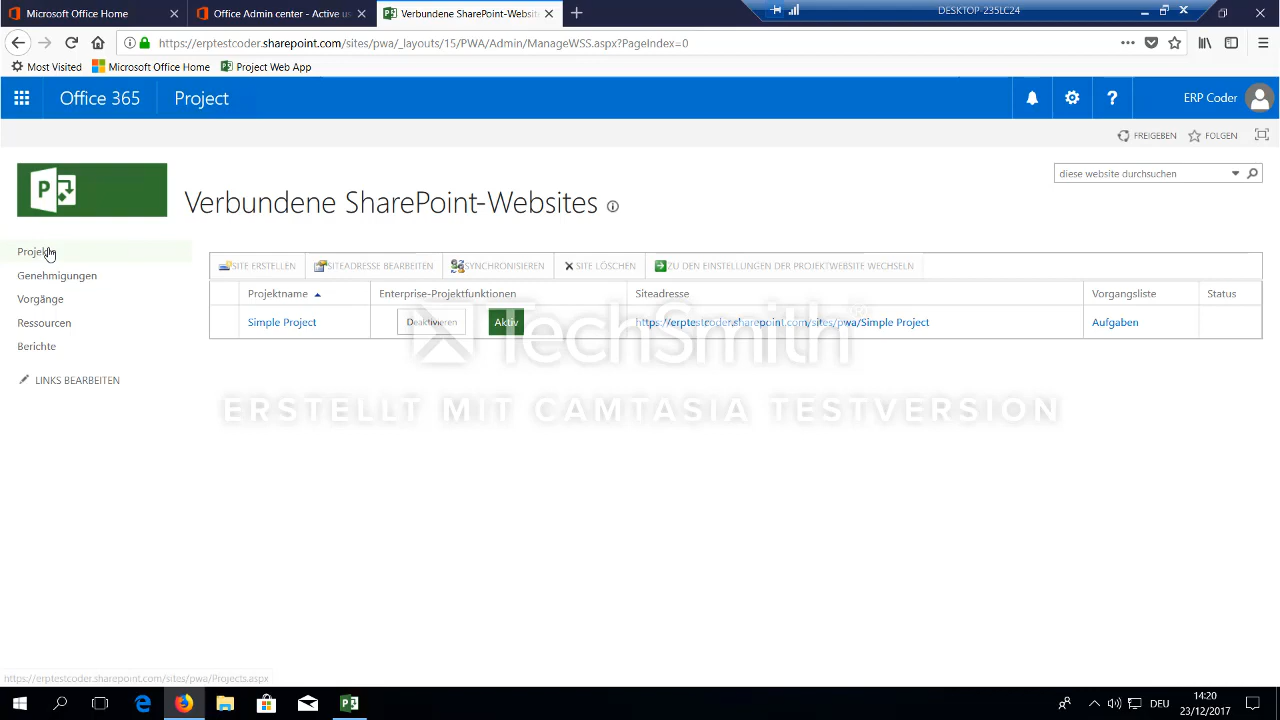 Microsoft Office Home
Office Admin center - Active us
Verbundene SharePoint-Website
DESKTOP-235LC24
https://erptestcoder.sharepoint.com/sites/pwa/_layouts/15/PWA/Admin/ManageWSS.aspx?PageIndex=0
Most Visited Microsoft Office Home Project Web App
Office 365 Project ERP Coder
FREIGEBEN FOLGEN
diese website durchsuchen
Verbundene SharePoint-Websites
Projekte
Genehmigungen
Vorgänge
Ressourcen
Berichte
LINKS BEARBEITEN
SITE ERSTELLEN SITEADRESSE BEARBEITEN SYNCHRONISIEREN SITE LÖSCHEN ZU DEN EINSTELLUNGEN DER PROJEKTWEBSITE WECHSELN
Projektname Enterprise-Projektfunktionen Siteadresse Vorgangsliste Status
Simple Project Deaktivieren Aktiv https://erptestcoder.sharepoint.com/sites/pwa/Simple Project Aufgaben
TechSmith
ERSTELLT MIT CAMTASIA TESTVERSION
https://erptestcoder.sharepoint.com/sites/pwa/Projects.aspx
DEU
14:20
23/12/2017